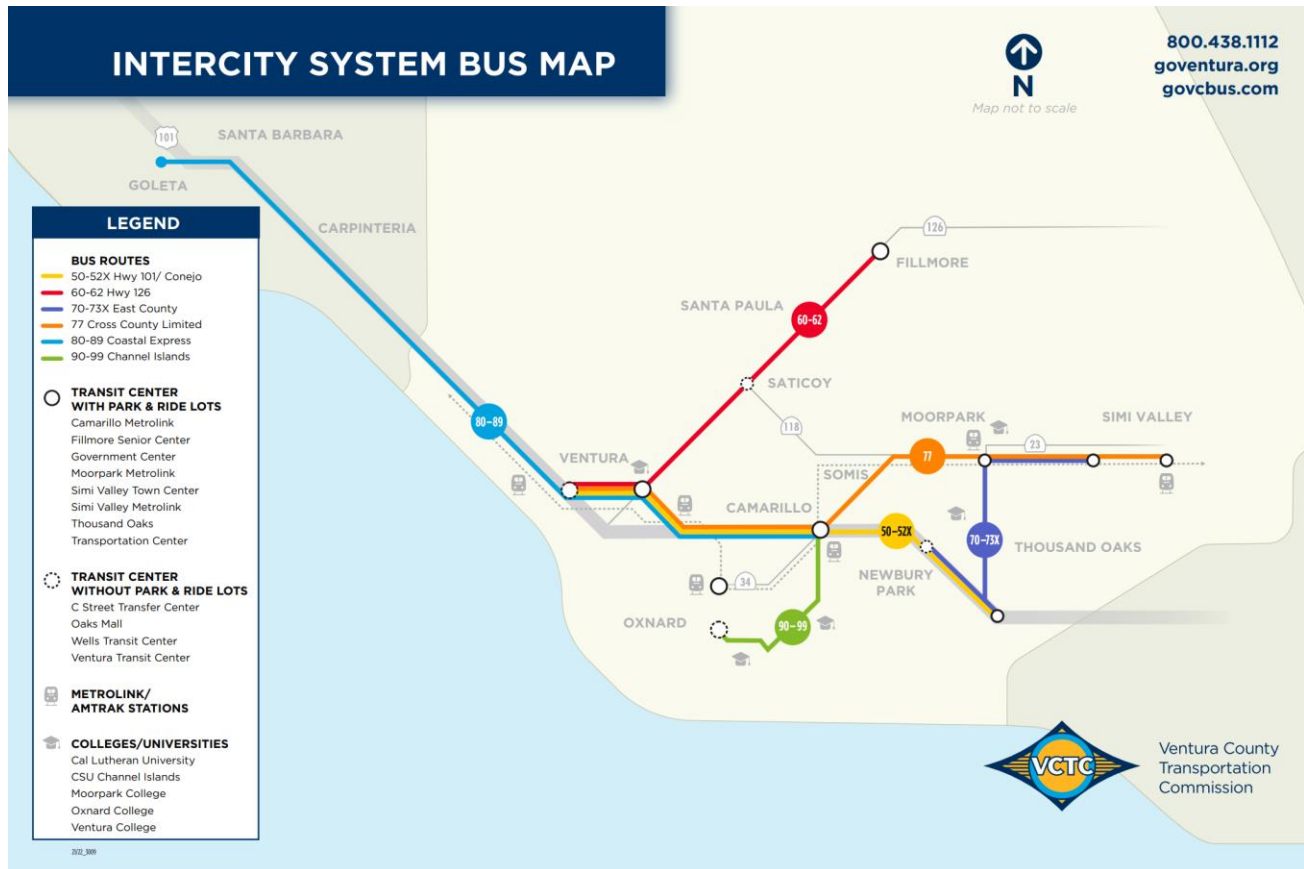 INTERCITY SYSTEM BUS MAP
N
Map not to scale
800.438.1112
goventura.org
govcbus.com
101
SANTA BARBARA
GOLETA
CARPINTERIA
LEGEND
BUS ROUTES
50-52X Hwy 101/ Conejo
60-62 Hwy 126
70-73X East County
77 Cross County Limited
80-89 Coastal Express
90-99 Channel Islands
TRANSIT CENTER
WITH PARK & RIDE LOTS
Camarillo Metrolink
Fillmore Senior Center
Government Center
Moorpark Metrolink
Simi Valley Town Center
Simi Valley Metrolink
Thousand Oaks
Transportation Center
TRANSIT CENTER
WITHOUT PARK & RIDE LOTS
C Street Transfer Center
Oaks Mall
Wells Transit Center
Ventura Transit Center
METROLINK/
AMTRAK STATIONS
COLLEGES/UNIVERSITIES
Cal Lutheran University
CSU Channel Islands
Moorpark College
Oxnard College
Ventura College
126
FILLMORE
SANTA PAULA
60-62
SATICOY
118
MOORPARK
SIMI VALLEY
80-89
23
VENTURA
77
SOMIS
CAMARILLO
50-52X
70-73X
THOUSAND OAKS
NEWBURY
PARK
34
OXNARD
90-99
VCTC
Ventura County
Transportation
Commission